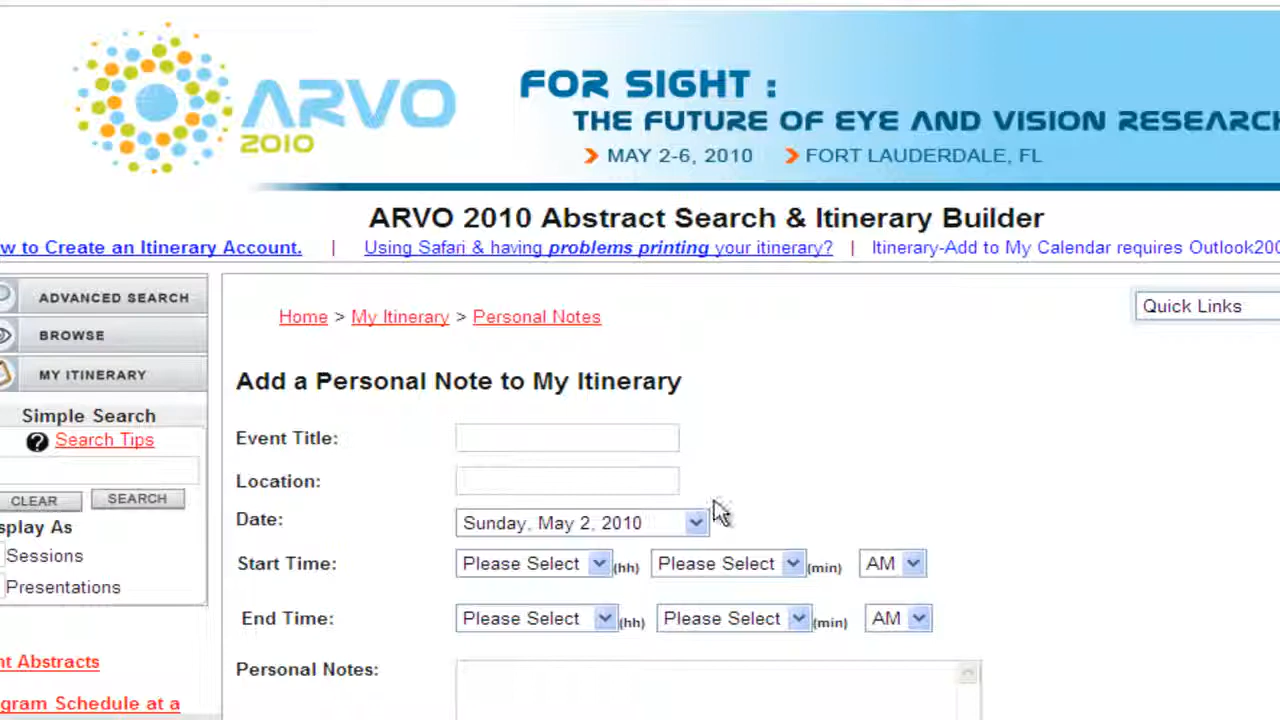 ARVO
2010
FOR SIGHT :
THE FUTURE OF EYE AND VISION RESEARCH
MAY 2-6, 2010 FORT LAUDERDALE, FL
ARVO 2010 Abstract Search & Itinerary Builder
w to Create an Itinerary Account. | Using Safari & having problems printing your itinerary? | Itinerary-Add to My Calendar requires Outlook200
ADVANCED SEARCH
BROWSE
MY ITINERARY
Simple Search
? Search Tips
CLEAR SEARCH
splay As
Sessions
Presentations
nt Abstracts
gram Schedule at a
Home > My Itinerary > Personal Notes
Quick Links
Add a Personal Note to My Itinerary
Event Title:
Location:
Date: Sunday, May 2, 2010
Start Time: Please Select (hh) Please Select (min) AM
End Time: Please Select (hh) Please Select (min) AM
Personal Notes: